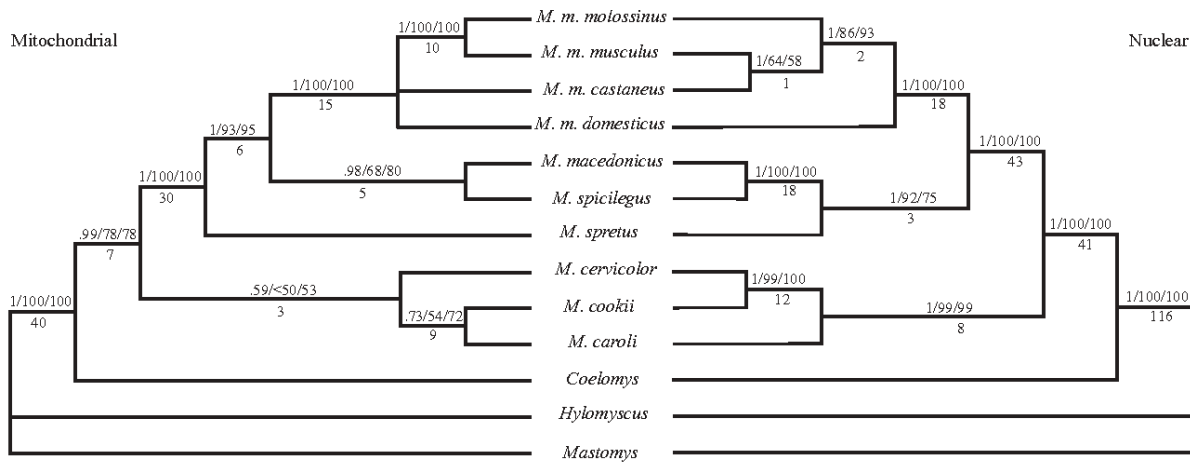 Mitochondrial
Nuclear
M. m. molossinus
M. m. musculus
M. m. castaneus
M. m. domesticus
M. macedonicus
M. spicilegus
M. spretus
M. cervicolor
M. cookii
M. caroli
Coelomys
Hylomyscus
Mastomys
1/100/100
10
1/100/100
15
1/93/95
6
.98/68/80
5
1/100/100
30
.99/78/78
7
.59/<50/53
3
.73/54/72
9
1/100/100
40
1/86/93
2
1/64/58
1
1/100/100
18
1/100/100
43
1/100/100
18
1/92/75
3
1/100/100
41
1/99/100
12
1/99/99
8
1/100/100
116